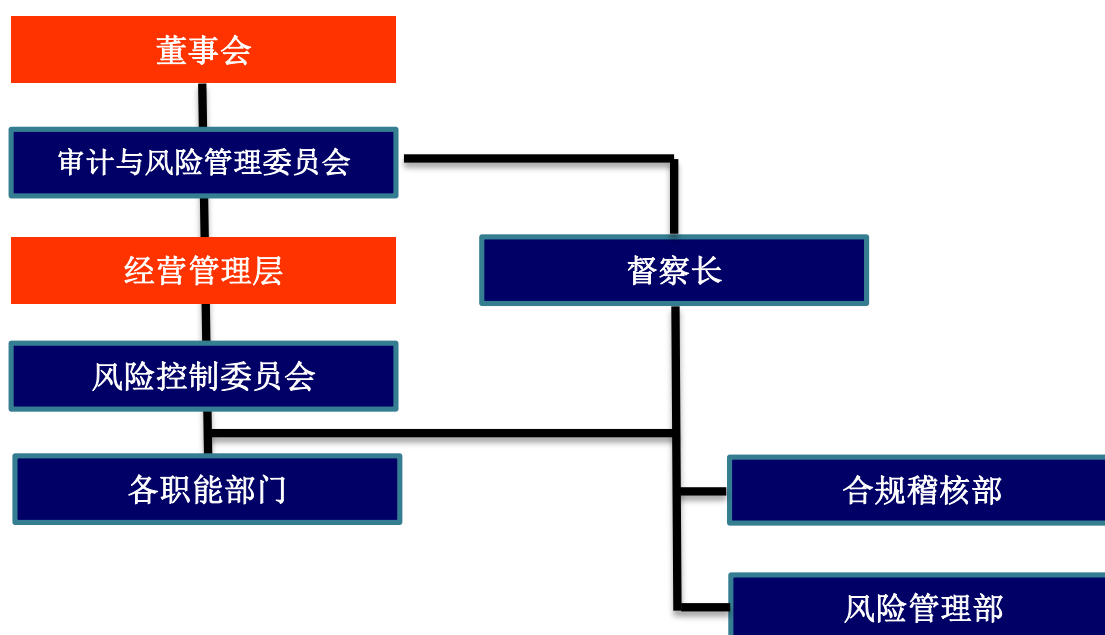 董事会
审计与风险管理委员会
经营管理层
督察长
风险控制委员会
各职能部门
合规稽核部
风险管理部